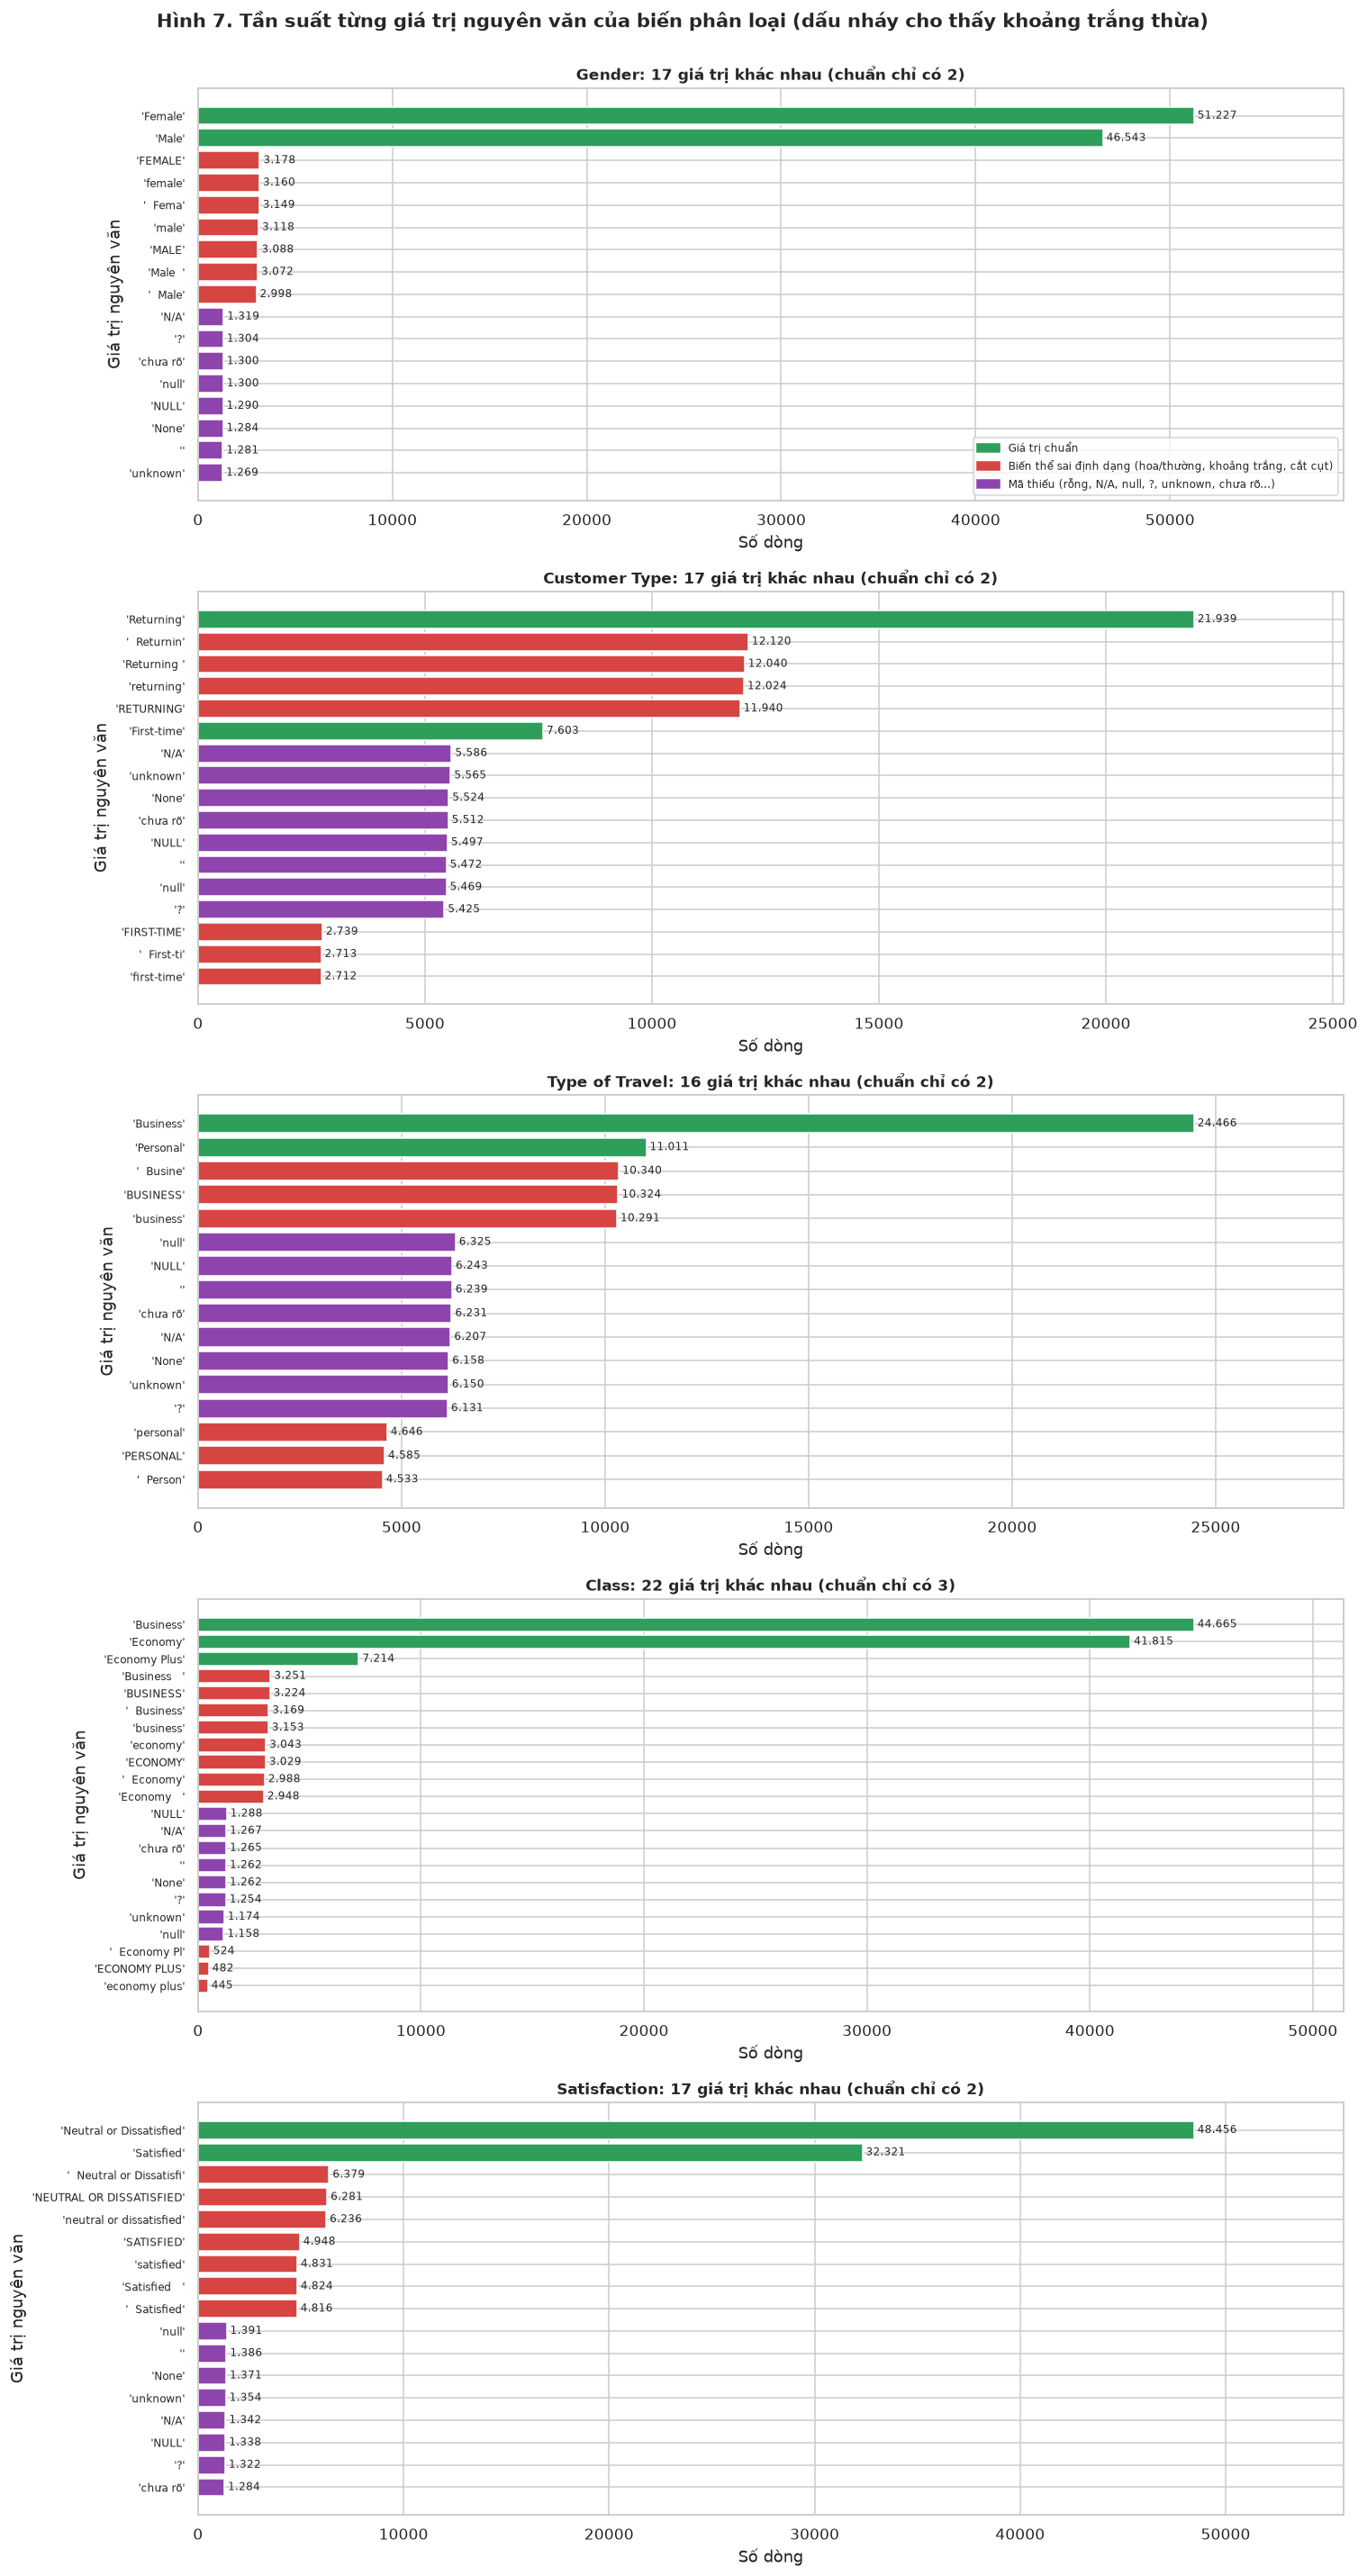 Hình 7. Tần suất từng giá trị nguyên văn của biến phân loại (dấu nháy cho thấy khoảng trắng thừa)
Gender: 17 giá trị khác nhau (chuẩn chỉ có 2)
Giá trị nguyên văn
'Female' 51.227
'Male' 46.543
'FEMALE' 3.178
'female' 3.160
'  Fema' 3.149
'male' 3.118
'MALE' 3.088
'Male  ' 3.072
'  Male' 2.998
'N/A' 1.319
'?' 1.304
'chưa rõ' 1.300
'null' 1.300
'NULL' 1.290
'None' 1.284
'' 1.281
'unknown' 1.269
Giá trị chuẩn
Biến thể sai định dạng (hoa/thường, khoảng trắng, cắt cụt)
Mã thiếu (rỗng, N/A, null, ?, unknown, chưa rõ...)
0 10000 20000 30000 40000 50000
Số dòng
Customer Type: 17 giá trị khác nhau (chuẩn chỉ có 2)
Giá trị nguyên văn
'Returning' 21.939
'  Returnin' 12.120
'Returning ' 12.040
'returning' 12.024
'RETURNING' 11.940
'First-time' 7.603
'N/A' 5.586
'unknown' 5.565
'None' 5.524
'chưa rõ' 5.512
'NULL' 5.497
'' 5.472
'null' 5.469
'?' 5.425
'FIRST-TIME' 2.739
'  First-ti' 2.713
'first-time' 2.712
0 5000 10000 15000 20000 25000
Số dòng
Type of Travel: 16 giá trị khác nhau (chuẩn chỉ có 2)
Giá trị nguyên văn
'Business' 24.466
'Personal' 11.011
'  Busine' 10.340
'BUSINESS' 10.324
'business' 10.291
'null' 6.325
'NULL' 6.243
'' 6.239
'chưa rõ' 6.231
'N/A' 6.207
'None' 6.158
'unknown' 6.150
'?' 6.131
'personal' 4.646
'PERSONAL' 4.585
'  Person' 4.533
0 5000 10000 15000 20000 25000
Số dòng
Class: 22 giá trị khác nhau (chuẩn chỉ có 3)
Giá trị nguyên văn
'Business' 44.665
'Economy' 41.815
'Economy Plus' 7.214
'Business   ' 3.251
'BUSINESS' 3.224
'  Business' 3.169
'business' 3.153
'economy' 3.043
'ECONOMY' 3.029
'  Economy' 2.988
'Economy   ' 2.948
'NULL' 1.288
'N/A' 1.267
'chưa rõ' 1.265
'' 1.262
'None' 1.262
'?' 1.254
'unknown' 1.174
'null' 1.158
'  Economy Pl' 524
'ECONOMY PLUS' 482
'economy plus' 445
0 10000 20000 30000 40000 50000
Số dòng
Satisfaction: 17 giá trị khác nhau (chuẩn chỉ có 2)
Giá trị nguyên văn
'Neutral or Dissatisfied' 48.456
'Satisfied' 32.321
'  Neutral or Dissatisfi' 6.379
'NEUTRAL OR DISSATISFIED' 6.281
'neutral or dissatisfied' 6.236
'SATISFIED' 4.948
'satisfied' 4.831
'Satisfied   ' 4.824
'  Satisfied' 4.816
'null' 1.391
'' 1.386
'None' 1.371
'unknown' 1.354
'N/A' 1.342
'NULL' 1.338
'?' 1.322
'chưa rõ' 1.284
0 10000 20000 30000 40000 50000
Số dòng